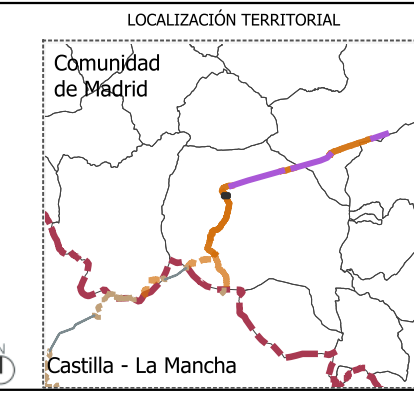 LOCALIZACIÓN TERRITORIAL
Comunidad
de Madrid
N
Castilla - La Mancha